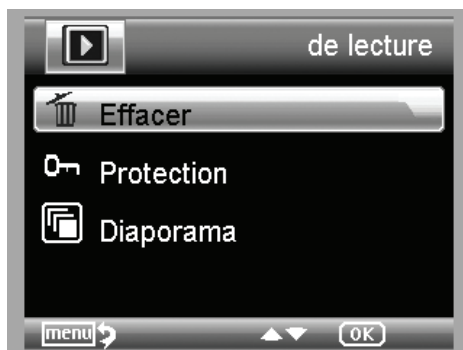 de lecture
Effacer
Protection
Diaporama
menu OK